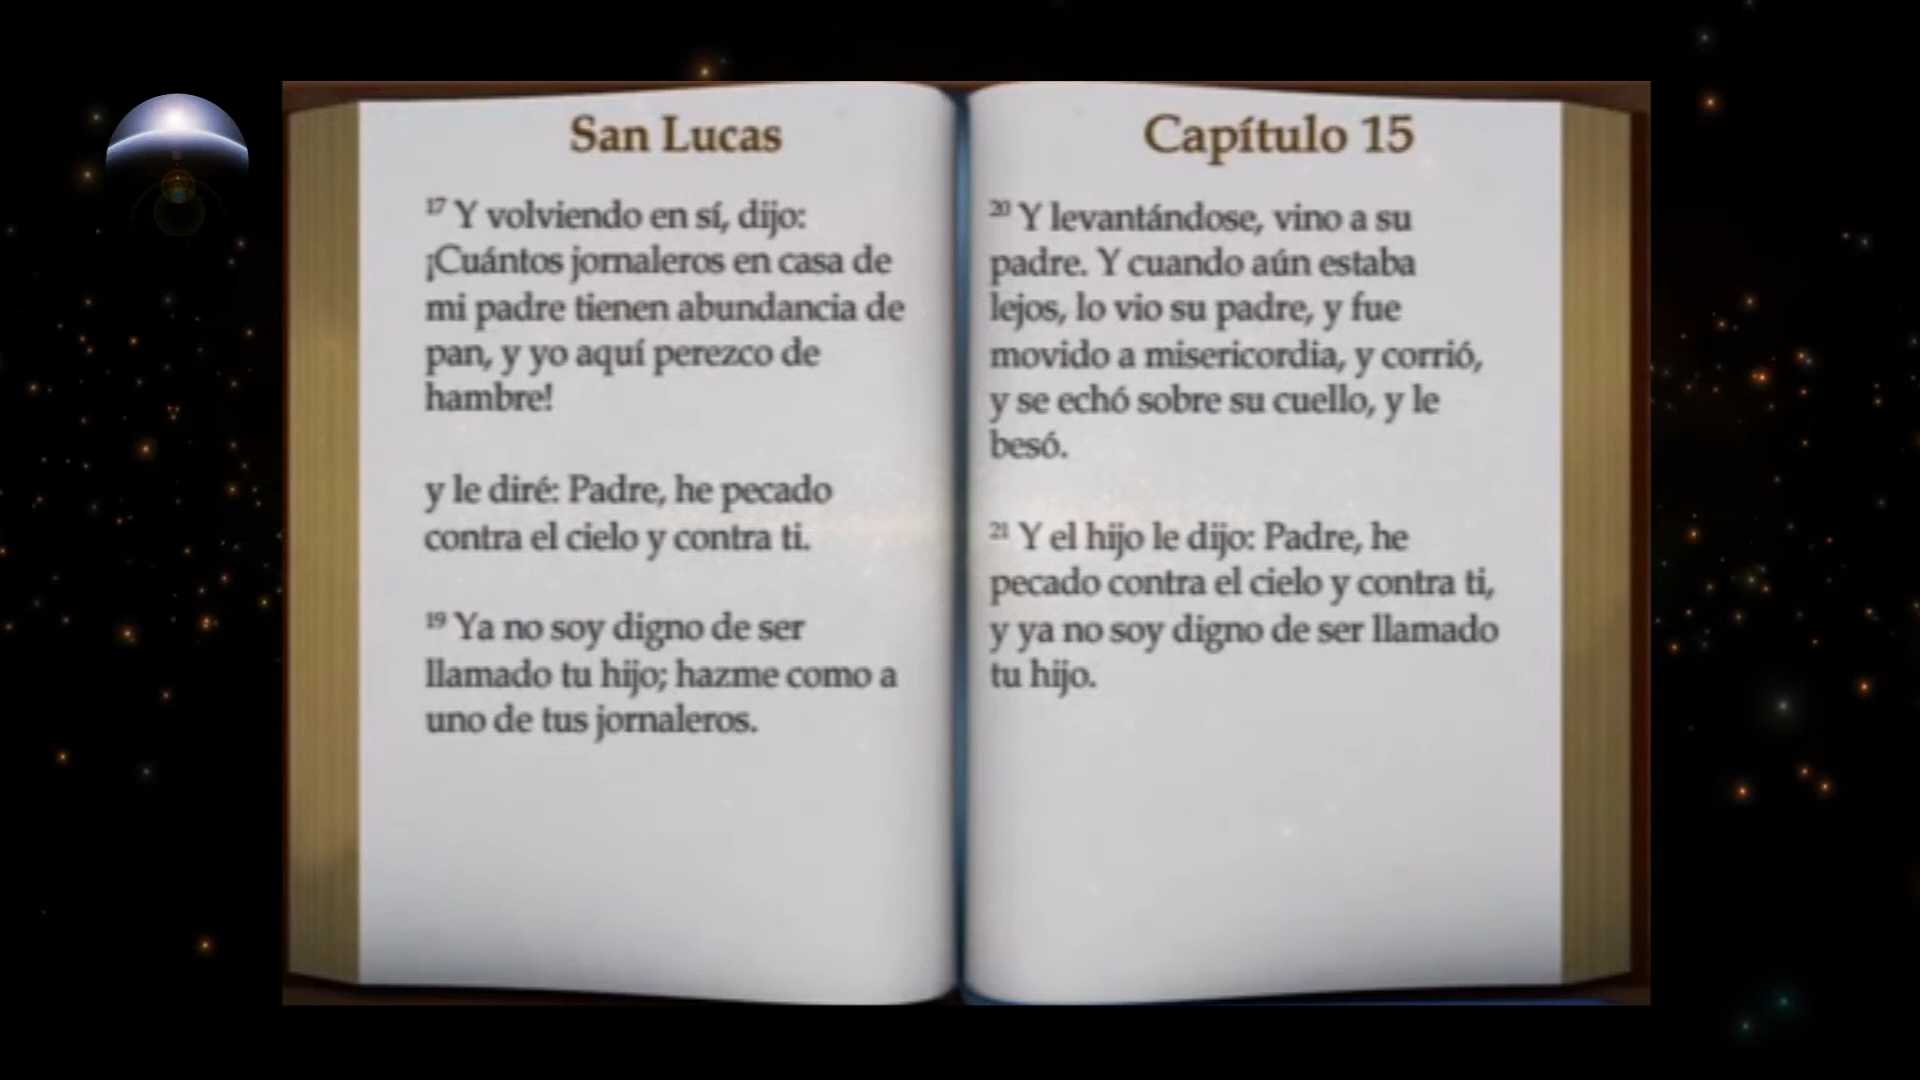 San Lucas
17 Y volviendo en sí, dijo:
¡Cuántos jornaleros en casa de
mi padre tienen abundancia de
pan, y yo aquí perezco de
hambre!
y le diré: Padre, he pecado
contra el cielo y contra ti.
19 Ya no soy digno de ser
llamado tu hijo; hazme como a
uno de tus jornaleros.
Capítulo 15
20 Y levantándose, vino a su
padre. Y cuando aún estaba
lejos, lo vio su padre, y fue
movido a misericordia, y corrió,
y se echó sobre su cuello, y le
besó.
21 Y el hijo le dijo: Padre, he
pecado contra el cielo y contra ti,
y ya no soy digno de ser llamado
tu hijo.